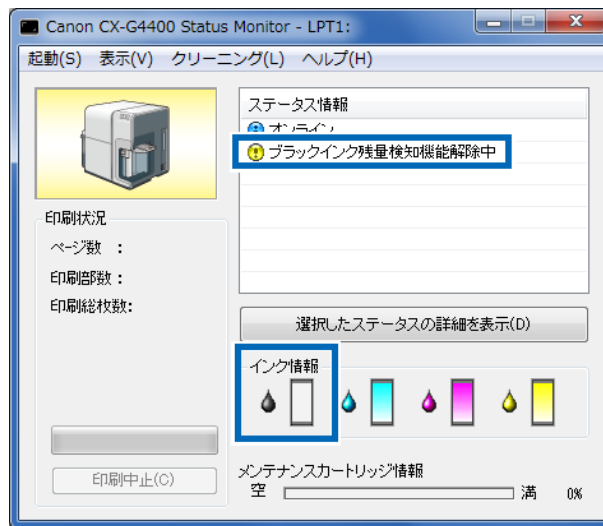 Canon CX-G4400 Status Monitor - LPT1:
起動(S) 表示(V) クリーニング(L) ヘルプ(H)
ステータス情報
オンライン
ブラックインク残量検知機能解除中
印刷状況
ページ数 :
印刷部数 :
印刷総枚数:
選択したステータスの詳細を表示(D)
インク情報
印刷中止(C)
メンテナンスカートリッジ情報
空 満 0%